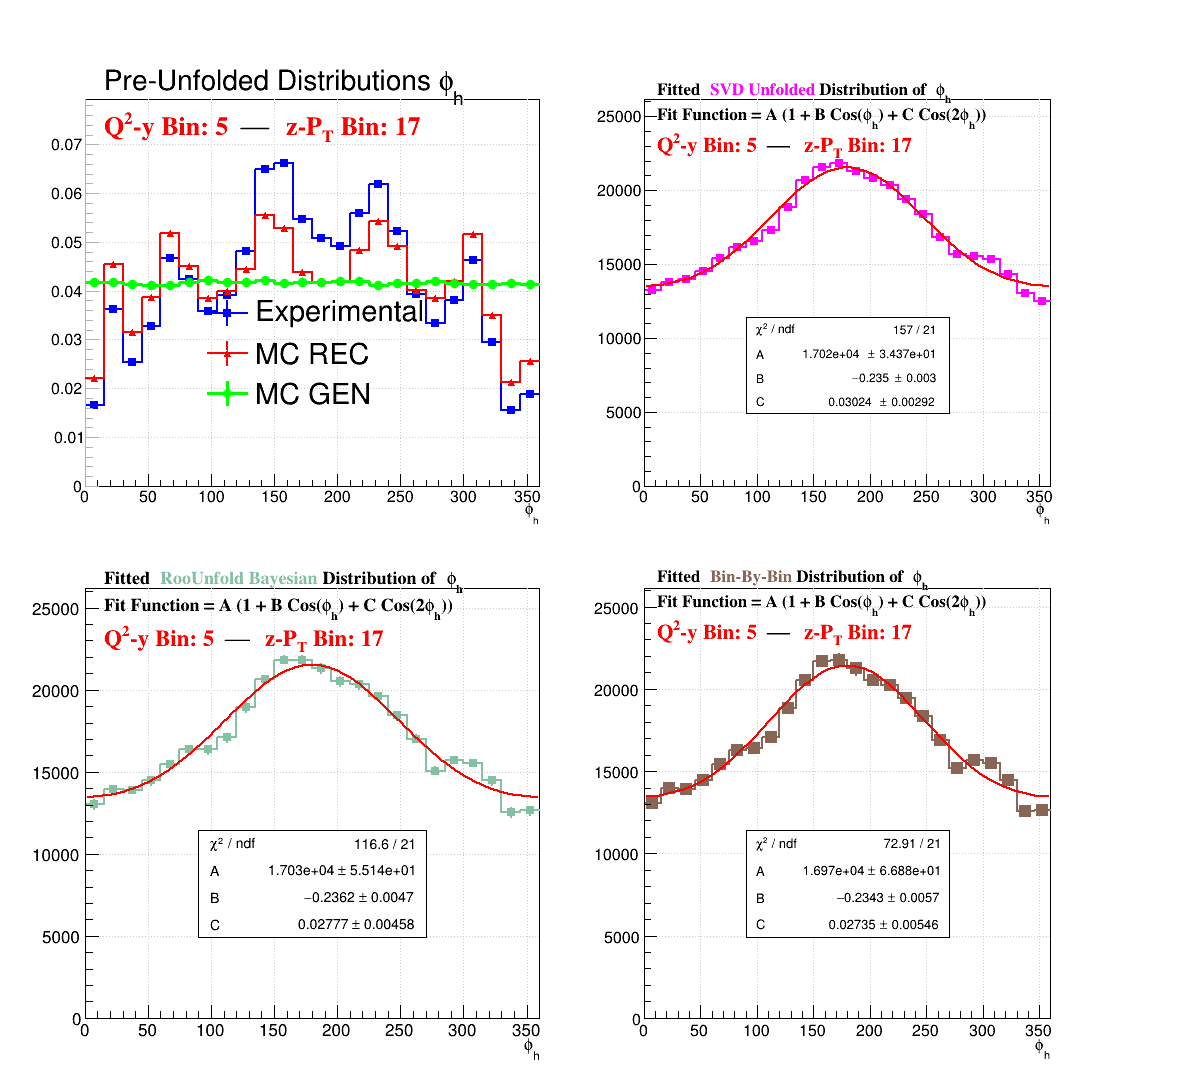 Pre-Unfolded Distributions ϕh
Q2-y Bin: 5 — z-PT Bin: 17
0.07
0.06
0.05
0.04
0.03
0.02
0.01
0
Experimental
MC REC
MC GEN
0 50 100 150 200 250 300 350
ϕh
Fitted SVD Unfolded Distribution of ϕh
Fit Function = A (1 + B Cos(ϕh) + C Cos(2ϕh))
Q2-y Bin: 5 — z-PT Bin: 17
25000
20000
15000
10000
5000
0
χ2 / ndf 157 / 21
A 1.702e+04 ± 3.437e+01
B −0.235 ± 0.003
C 0.03024 ± 0.00292
0 50 100 150 200 250 300 350
ϕh
Fitted RooUnfold Bayesian Distribution of ϕh
Fit Function = A (1 + B Cos(ϕh) + C Cos(2ϕh))
Q2-y Bin: 5 — z-PT Bin: 17
25000
20000
15000
10000
5000
0
χ2 / ndf 116.6 / 21
A 1.703e+04 ± 5.514e+01
B −0.2362 ± 0.0047
C 0.02777 ± 0.00458
0 50 100 150 200 250 300 350
ϕh
Fitted Bin-By-Bin Distribution of ϕh
Fit Function = A (1 + B Cos(ϕh) + C Cos(2ϕh))
Q2-y Bin: 5 — z-PT Bin: 17
25000
20000
15000
10000
5000
0
χ2 / ndf 72.91 / 21
A 1.697e+04 ± 6.688e+01
B −0.2343 ± 0.0057
C 0.02735 ± 0.00546
0 50 100 150 200 250 300 350
ϕh